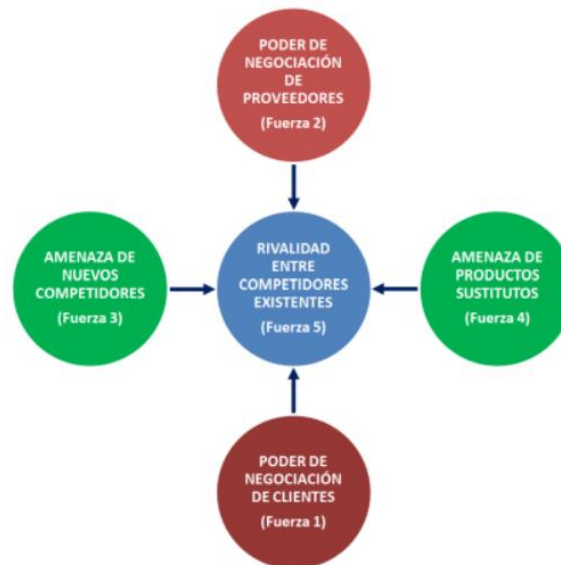 PODER DE
NEGOCIACIÓN
DE
PROVEEDORES
(Fuerza 2)
AMENAZA DE
NUEVOS
COMPETIDORES
(Fuerza 3)
RIVALIDAD
ENTRE
COMPETIDORES
EXISTENTES
(Fuerza 5)
AMENAZA DE
PRODUCTOS
SUSTITUTOS
(Fuerza 4)
PODER DE
NEGOCIACIÓN
DE CLIENTES
(Fuerza 1)